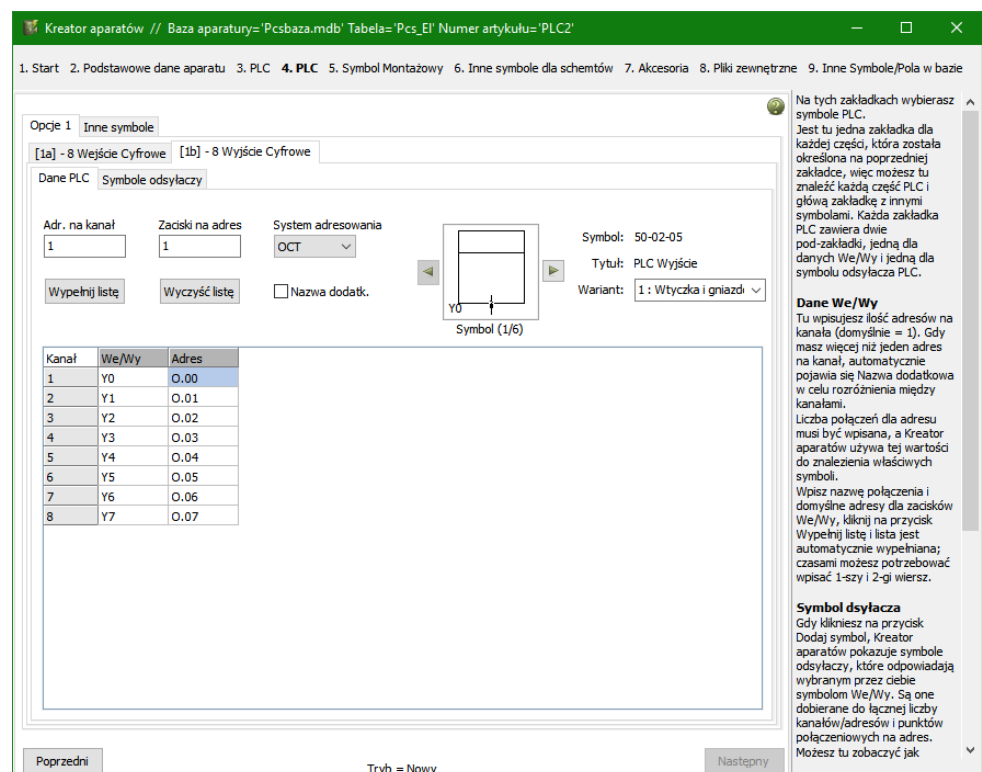 Kreator aparatów // Baza aparatury='Pcsbaza.mdb' Tabela='Pcs_El' Numer artykułu='PLC2'
1. Start 2. Podstawowe dane aparatu 3. PLC 4. PLC 5. Symbol Montażowy 6. Inne symbole dla schemtów 7. Akcesoria 8. Pliki zewnętrzne 9. Inne Symbole/Pola w bazie
Opcje 1 Inne symbole
[1a] - 8 Wejście Cyfrowe [1b] - 8 Wyjście Cyfrowe
Dane PLC Symbole odsyłaczy
Adr. na kanał Zaciski na adres System adresowania
1 1 OCT
Wypełnij listę Wyczyść listę Nazwa dodatk.
Y0
Symbol (1/6)
Symbol: 50-02-05
Tytuł: PLC Wyjście
Wariant: 1 : Wtyczka i gniazd
Kanał We/Wy Adres
1 Y0 O.00
2 Y1 O.01
3 Y2 O.02
4 Y3 O.03
5 Y4 O.04
6 Y5 O.05
7 Y6 O.06
8 Y7 O.07
Poprzedni Tryb = Nowy Następny
Na tych zakładkach wybierasz
symbole PLC.
Jest tu jedna zakładka dla
każdej części, która została
określona na poprzedniej
zakładce, więc możesz tu
znaleźć każdą część PLC i
główą zakładkę z innymi
symbolami. Każda zakładka
PLC zawiera dwie
pod-zakładki, jedną dla
danych We/Wy i jedną dla
symbolu odsyłacza PLC.
Dane We/Wy
Tu wpisujesz ilość adresów na
kanała (domyślnie = 1). Gdy
masz więcej niż jeden adres
na kanał, automatycznie
pojawia się Nazwa dodatkowa
w celu rozróżnienia między
kanałami.
Liczba połączeń dla adresu
musi być wpisana, a Kreator
aparatów używa tej wartości
do znalezienia właściwych
symboli.
Wpisz nazwę połączenia i
domyślne adresy dla zacisków
We/Wy, kliknij na przycisk
Wypełnij listę i lista jest
automatycznie wypełniana;
czasami możesz potrzebować
wpisać 1-szy i 2-gi wiersz.
Symbol dsyłacza
Gdy klikniesz na przycisk
Dodaj symbol, Kreator
aparatów pokazuje symbole
odsyłaczy, które odpowiadają
wybranym przez ciebie
symbolom We/Wy. Są one
dobierane do łącznej liczby
kanałów/adresów i punktów
połączeniowych na adres.
Możesz tu zobaczyć jak